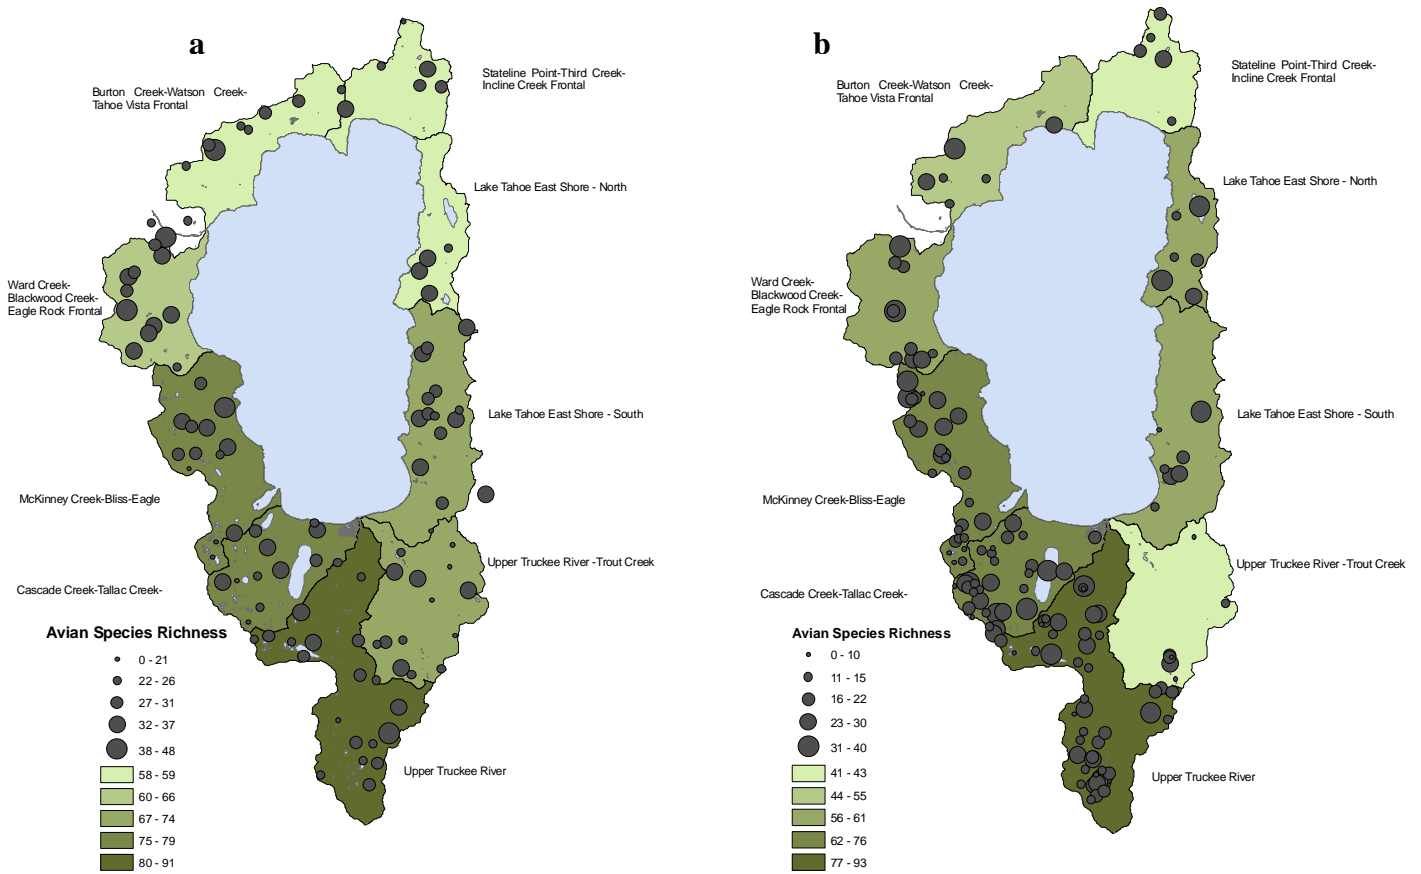 a
Burton Creek-Watson Creek-
Tahoe Vista Frontal
Stateline Point-Third Creek-
Incline Creek Frontal
Lake Tahoe East Shore - North
Ward Creek-
Blackwood Creek-
Eagle Rock Frontal
Lake Tahoe East Shore - South
McKinney Creek-Bliss-Eagle
Upper Truckee River -Trout Creek
Cascade Creek-Tallac Creek-
Avian Species Richness
0 - 21
22 - 26
27 - 31
32 - 37
38 - 48
58 - 59
60 - 66
67 - 74
75 - 79
80 - 91
Upper Truckee River
b
Burton Creek-Watson Creek-
Tahoe Vista Frontal
Stateline Point-Third Creek-
Incline Creek Frontal
Lake Tahoe East Shore - North
Ward Creek-
Blackwood Creek-
Eagle Rock Frontal
Lake Tahoe East Shore - South
McKinney Creek-Bliss-Eagle
Upper Truckee River -Trout Creek
Cascade Creek-Tallac Creek-
Avian Species Richness
0 - 10
11 - 15
16 - 22
23 - 30
31 - 40
41 - 43
44 - 55
56 - 61
62 - 76
77 - 93
Upper Truckee River